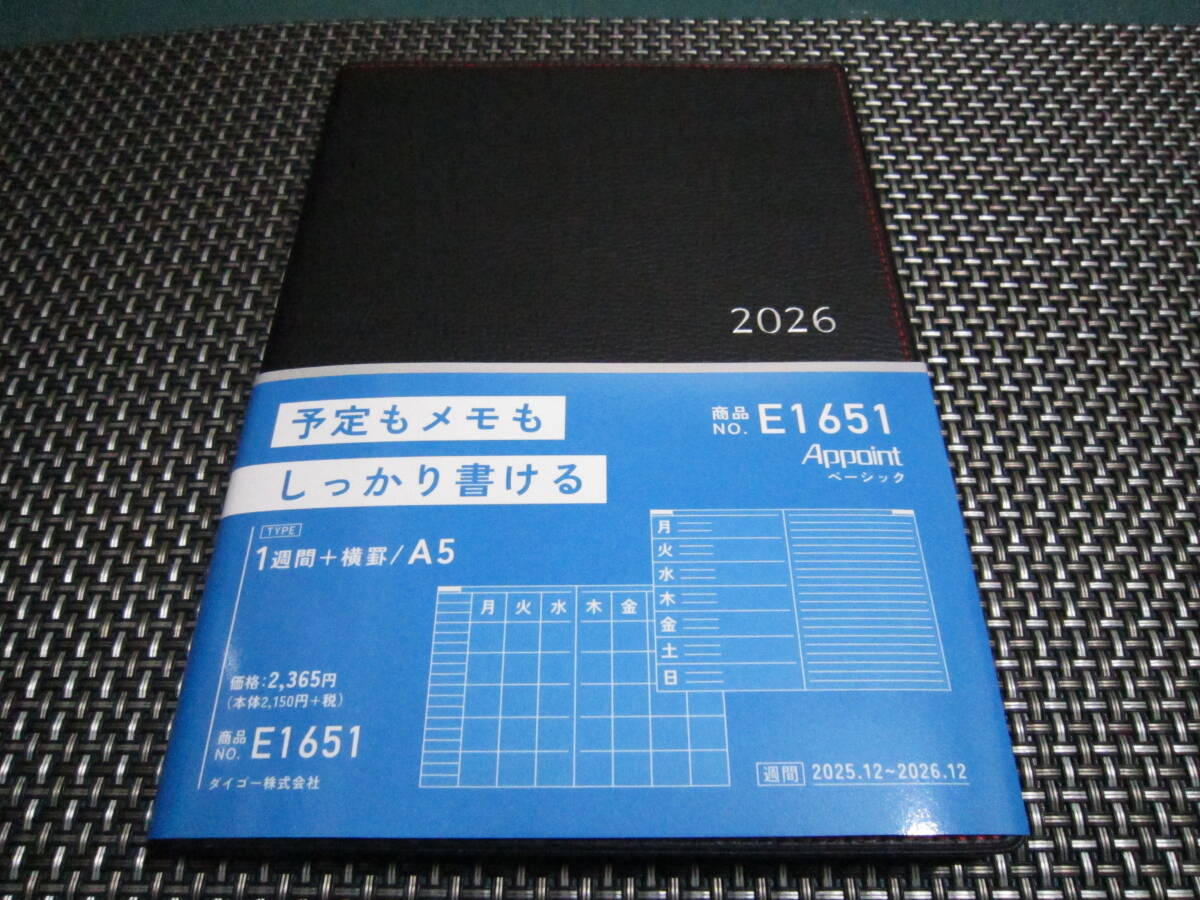 2026
予定もメモも
しっかり書ける
商品NO. E1651
Appoint
ベーシック
TYPE
1週間+横罫/A5
月 火 水 木 金
月
火
水
木
金
土
日
価格:2,365円
(本体2,150円+税)
商品NO. E1651
ダイゴー株式会社
週間 2025.12~2026.12